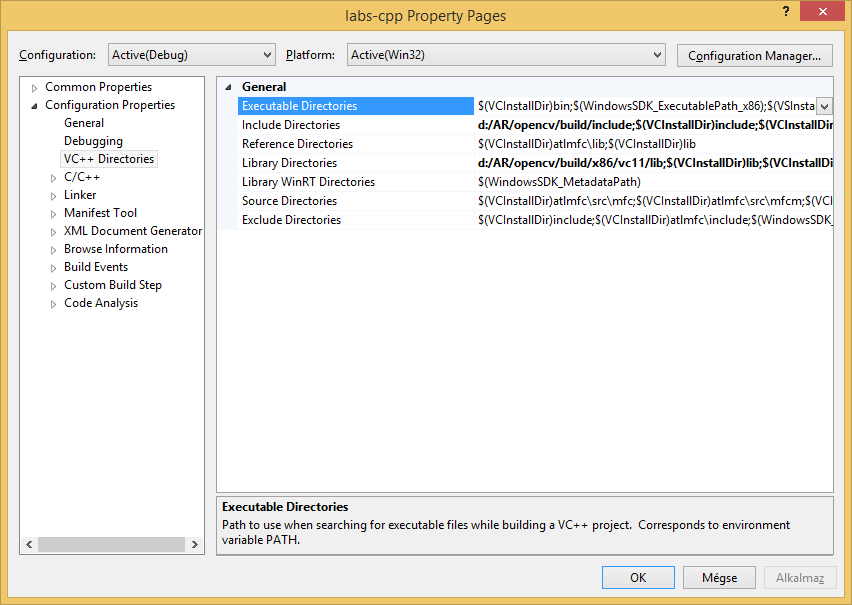 labs-cpp Property Pages
?
Configuration: Active(Debug) Platform: Active(Win32) Configuration Manager...
Common Properties
Configuration Properties
General
Debugging
VC++ Directories
C/C++
Linker
Manifest Tool
XML Document Generator
Browse Information
Build Events
Custom Build Step
Code Analysis
General
Executable Directories $(VCInstallDir)bin;$(WindowsSDK_ExecutablePath_x86);$(VSInsta
Include Directories d:/AR/opencv/build/include;$(VCInstallDir)include;$(VCInstallDir
Reference Directories $(VCInstallDir)atlmfc\lib;$(VCInstallDir)lib
Library Directories d:/AR/opencv/build/x86/vc11/lib;$(VCInstallDir)lib;$(VCInstallDi
Library WinRT Directories $(WindowsSDK_MetadataPath)
Source Directories $(VCInstallDir)atlmfc\src\mfc;$(VCInstallDir)atlmfc\src\mfcm;$(VCI
Exclude Directories $(VCInstallDir)include;$(VCInstallDir)atlmfc\include;$(WindowsSDK_
Executable Directories
Path to use when searching for executable files while building a VC++ project. Corresponds to environment
variable PATH.
OK Mégse Alkalmaz